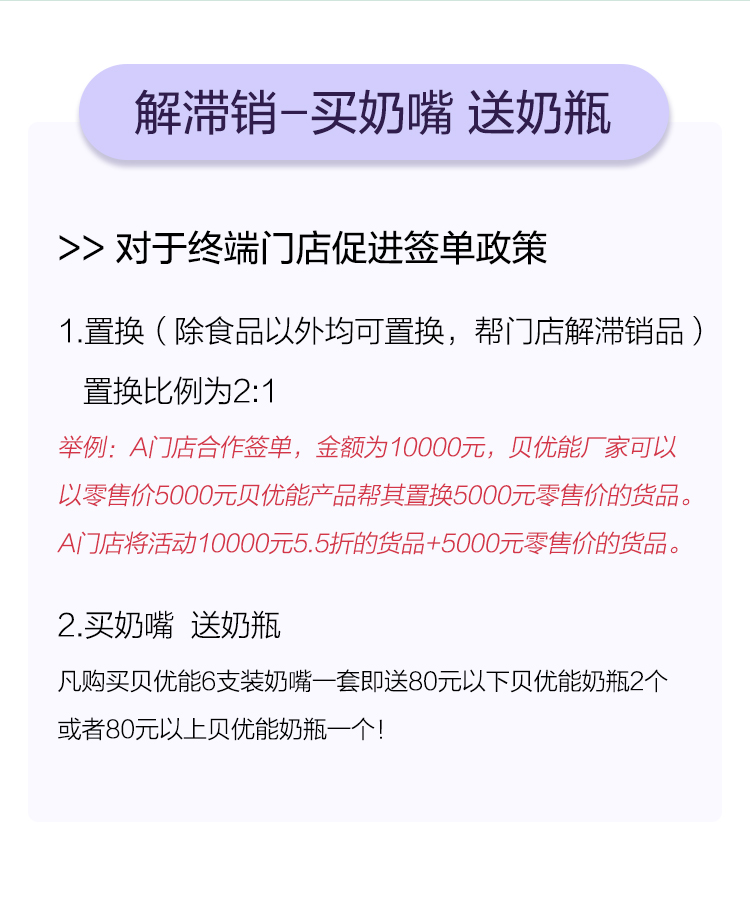 解滞销-买奶嘴 送奶瓶
>> 对于终端门店促进签单政策
1.置换（除食品以外均可置换，帮门店解滞销品）
置换比例为2:1
举例：A门店合作签单，金额为10000元，贝优能厂家可以
以零售价5000元贝优能产品帮其置换5000元零售价的货品。
A门店将活动10000元5.5折的货品+5000元零售价的货品。
2.买奶嘴 送奶瓶
凡购买贝优能6支装奶嘴一套即送80元以下贝优能奶瓶2个
或者80元以上贝优能奶瓶一个！